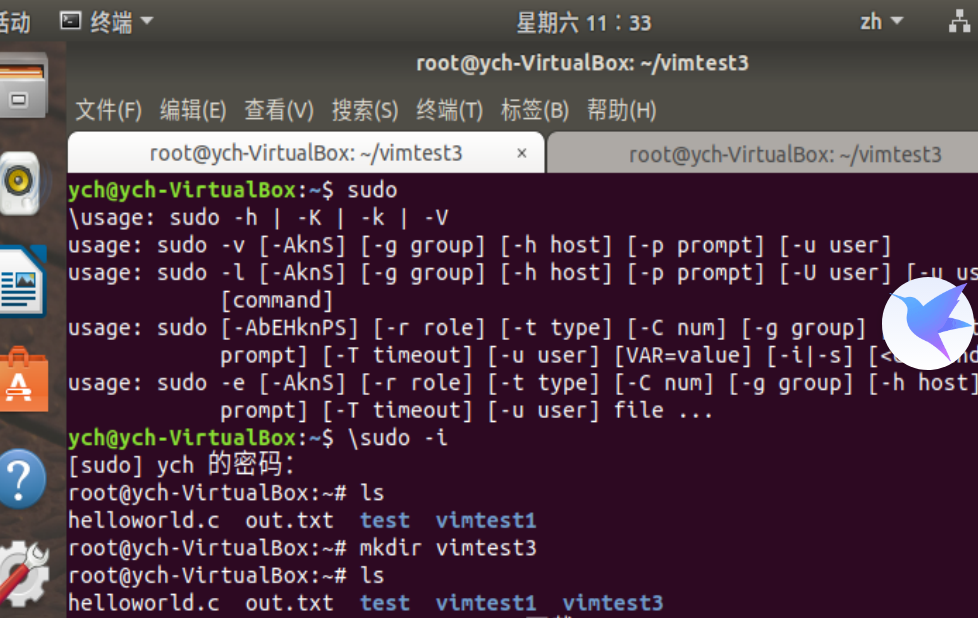 活动 终端 星期六 11：33 zh
root@ych-VirtualBox: ~/vimtest3
文件(F) 编辑(E) 查看(V) 搜索(S) 终端(T) 标签(B) 帮助(H)
root@ych-VirtualBox: ~/vimtest3 × root@ych-VirtualBox: ~/vimtest3
ych@ych-VirtualBox:~$ sudo
\usage: sudo -h | -K | -k | -V
usage: sudo -v [-AknS] [-g group] [-h host] [-p prompt] [-u user]
usage: sudo -l [-AknS] [-g group] [-h host] [-p prompt] [-U user] [-u us
[command]
usage: sudo [-AbEHknPS] [-r role] [-t type] [-C num] [-g group]
prompt] [-T timeout] [-u user] [VAR=value] [-i|-s]
usage: sudo -e [-AknS] [-r role] [-t type] [-C num] [-g group] [-h host]
prompt] [-T timeout] [-u user] file ...
ych@ych-VirtualBox:~$ \sudo -i
[sudo] ych 的密码：
root@ych-VirtualBox:~# ls
helloworld.c out.txt test vimtest1
root@ych-VirtualBox:~# mkdir vimtest3
root@ych-VirtualBox:~# ls
helloworld.c out.txt test vimtest1 vimtest3